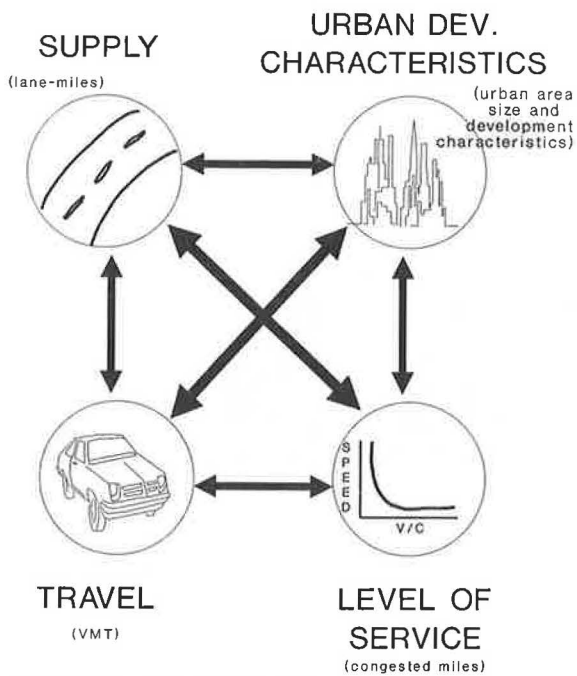 SUPPLY
(lane-miles)
URBAN DEV.
CHARACTERISTICS
(urban area
size and
development
characteristics)
SPEED
V/C
TRAVEL
(VMT)
LEVEL OF
SERVICE
(congested miles)